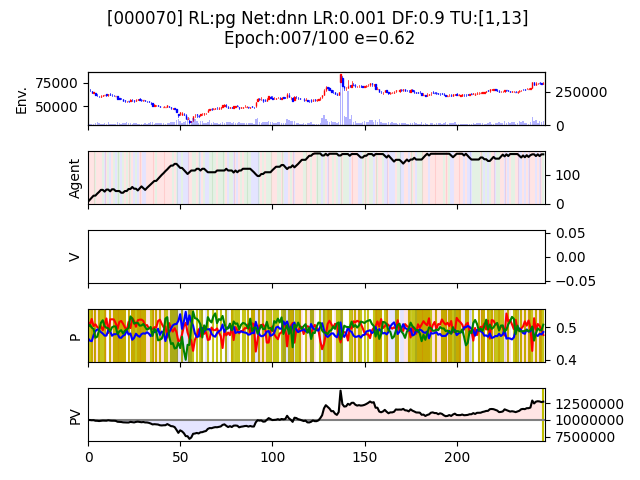 [000070] RL:pg Net:dnn LR:0.001 DF:0.9 TU:[1,13]
Epoch:007/100 e=0.62
Env.
75000
50000
250000
0
Agent
100
0
V
0.05
0.00
−0.05
P
0.5
0.4
PV
12500000
10000000
7500000
0 50 100 150 200